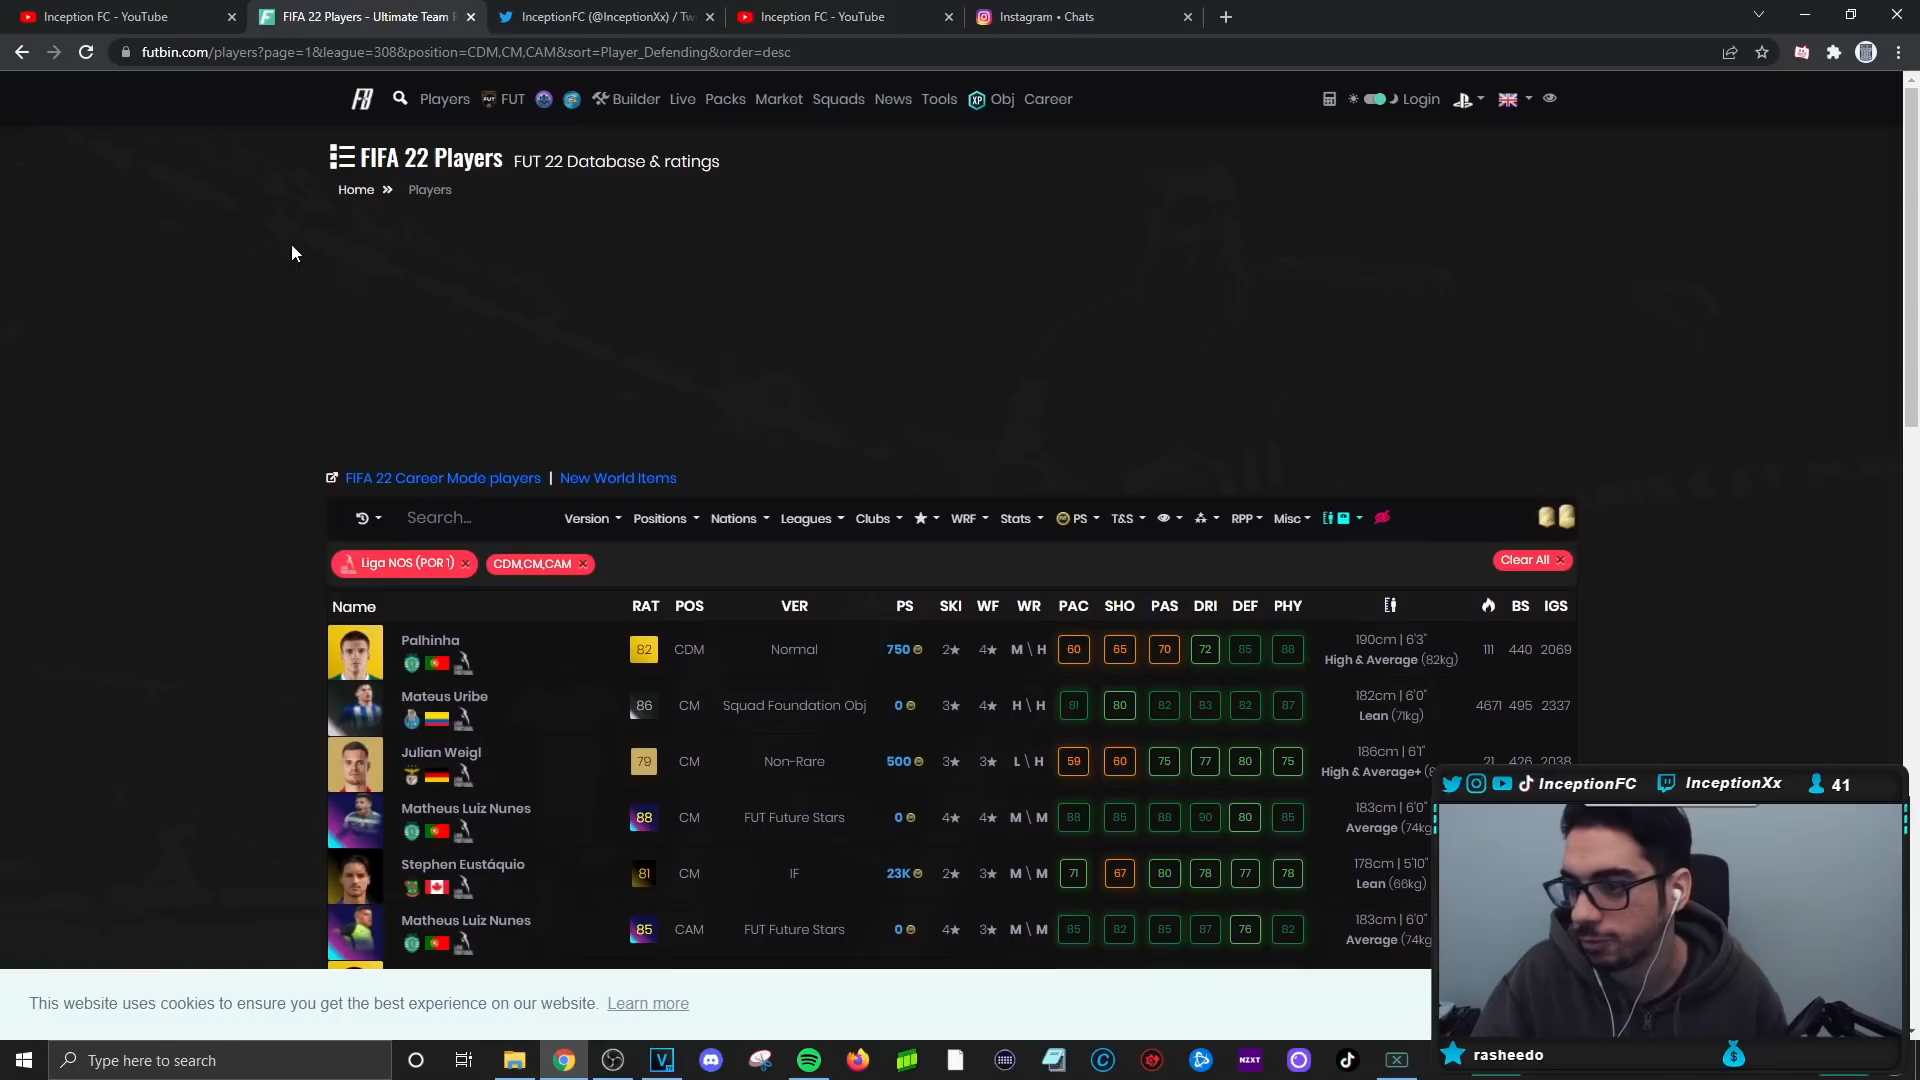 Inception FC - YouTube
FIFA 22 Players - Ultimate Team
InceptionFC (@InceptionXx) / Tw
Inception FC - YouTube
Instagram • Chats
futbin.com/players?page=1&league=308&position=CDM,CM,CAM&sort=Player_Defending&order=desc
Players FUT Builder Live Packs Market Squads News Tools XP Obj Career Login
FIFA 22 Players FUT 22 Database & ratings
Home » Players
FIFA 22 Career Mode players | New World Items
Search... Version Positions Nations Leagues Clubs WRF Stats PS T&S RPP Misc
Liga NOS (POR 1) × CDM,CM,CAM × Clear All ×
Name RAT POS VER PS SKI WF WR PAC SHO PAS DRI DEF PHY BS IGS
Palhinha 82 CDM Normal 750 2★ 4★ M \ H 60 65 70 72 85 88 190cm | 6'3" 111 440 2069
High & Average (82kg)
Mateus Uribe 86 CM Squad Foundation Obj 0 3★ 4★ H \ H 81 80 82 83 82 87 182cm | 6'0" 4671 495 2337
Lean (71kg)
Julian Weigl 79 CM Non-Rare 500 3★ 3★ L \ H 59 60 75 77 80 75 186cm | 6'1" 21 426 2038
High & Average+
Matheus Luiz Nunes 88 CM FUT Future Stars 0 4★ 4★ M \ M 88 85 88 90 80 85 183cm | 6'0"
Average (74kg
Stephen Eustáquio 81 CM IF 23K 2★ 3★ M \ M 71 67 80 78 77 78 178cm | 5'10"
Lean (66kg)
Matheus Luiz Nunes 85 CAM FUT Future Stars 0 4★ 3★ M \ M 85 82 85 87 76 82 183cm | 6'0"
Average (74kg
InceptionFC InceptionXx 41
This website uses cookies to ensure you get the best experience on our website. Learn more
rasheedo
Type here to search
NZXT